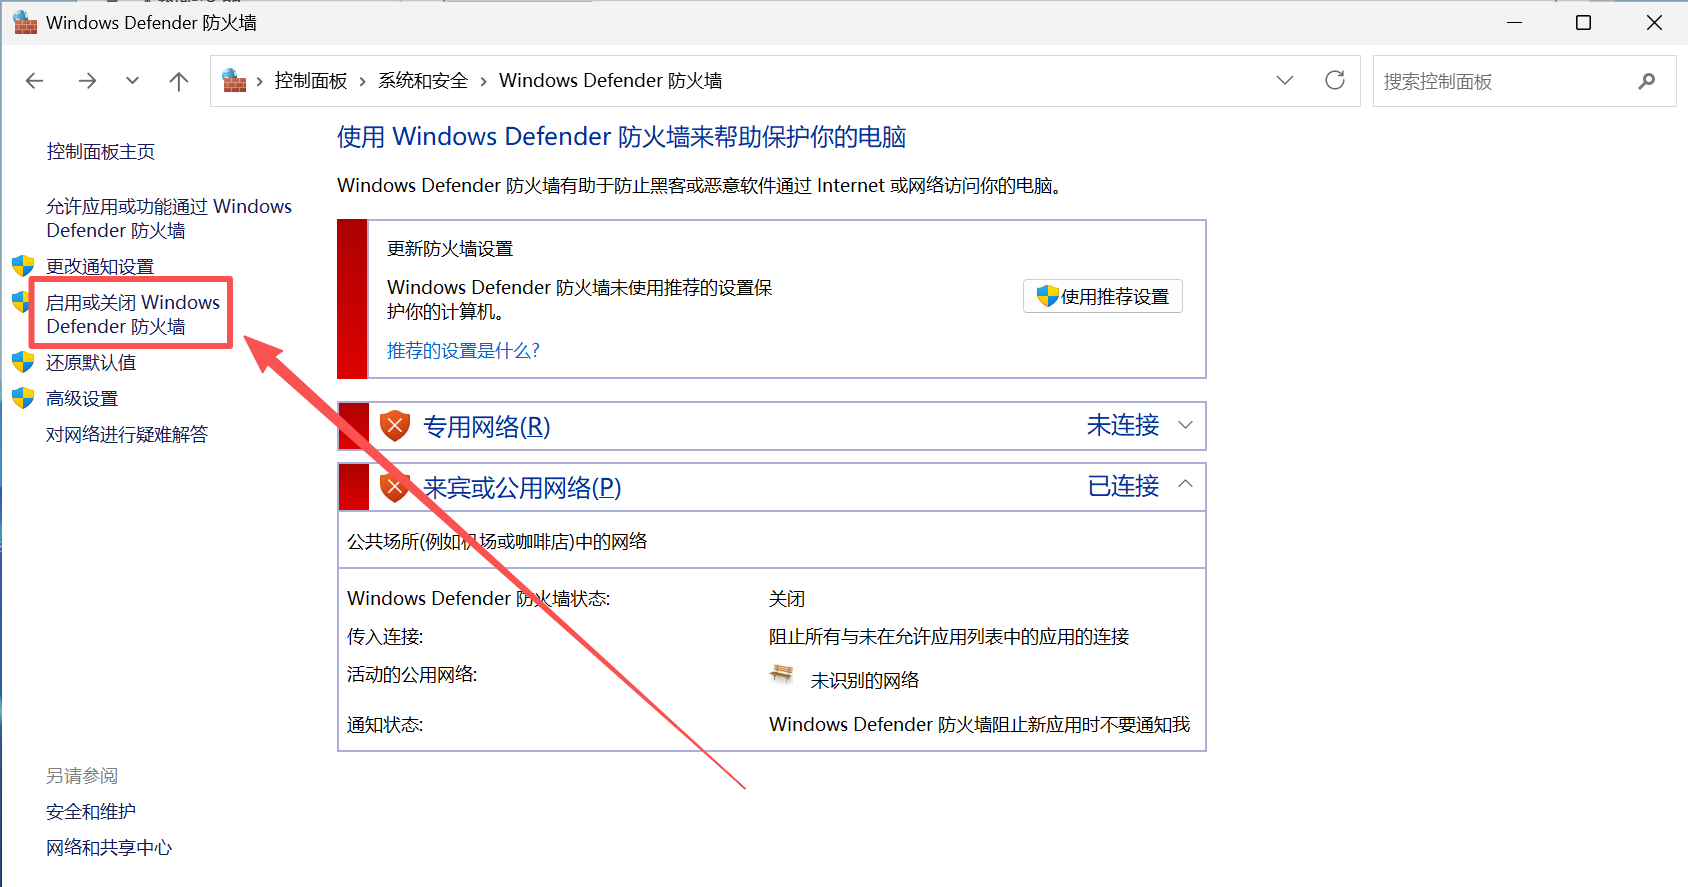 Windows Defender 防火墙
控制面板 › 系统和安全 › Windows Defender 防火墙
搜索控制面板
控制面板主页
允许应用或功能通过 Windows
Defender 防火墙
更改通知设置
启用或关闭 Windows
Defender 防火墙
还原默认值
高级设置
对网络进行疑难解答
使用 Windows Defender 防火墙来帮助保护你的电脑
Windows Defender 防火墙有助于防止黑客或恶意软件通过 Internet 或网络访问你的电脑。
更新防火墙设置
Windows Defender 防火墙未使用推荐的设置保
护你的计算机。
使用推荐设置
推荐的设置是什么?
专用网络(R) 未连接
来宾或公用网络(P) 已连接
公共场所(例如机场或咖啡店)中的网络
Windows Defender 防火墙状态: 关闭
传入连接: 阻止所有与未在允许应用列表中的应用的连接
活动的公用网络: 未识别的网络
通知状态: Windows Defender 防火墙阻止新应用时不要通知我
另请参阅
安全和维护
网络和共享中心